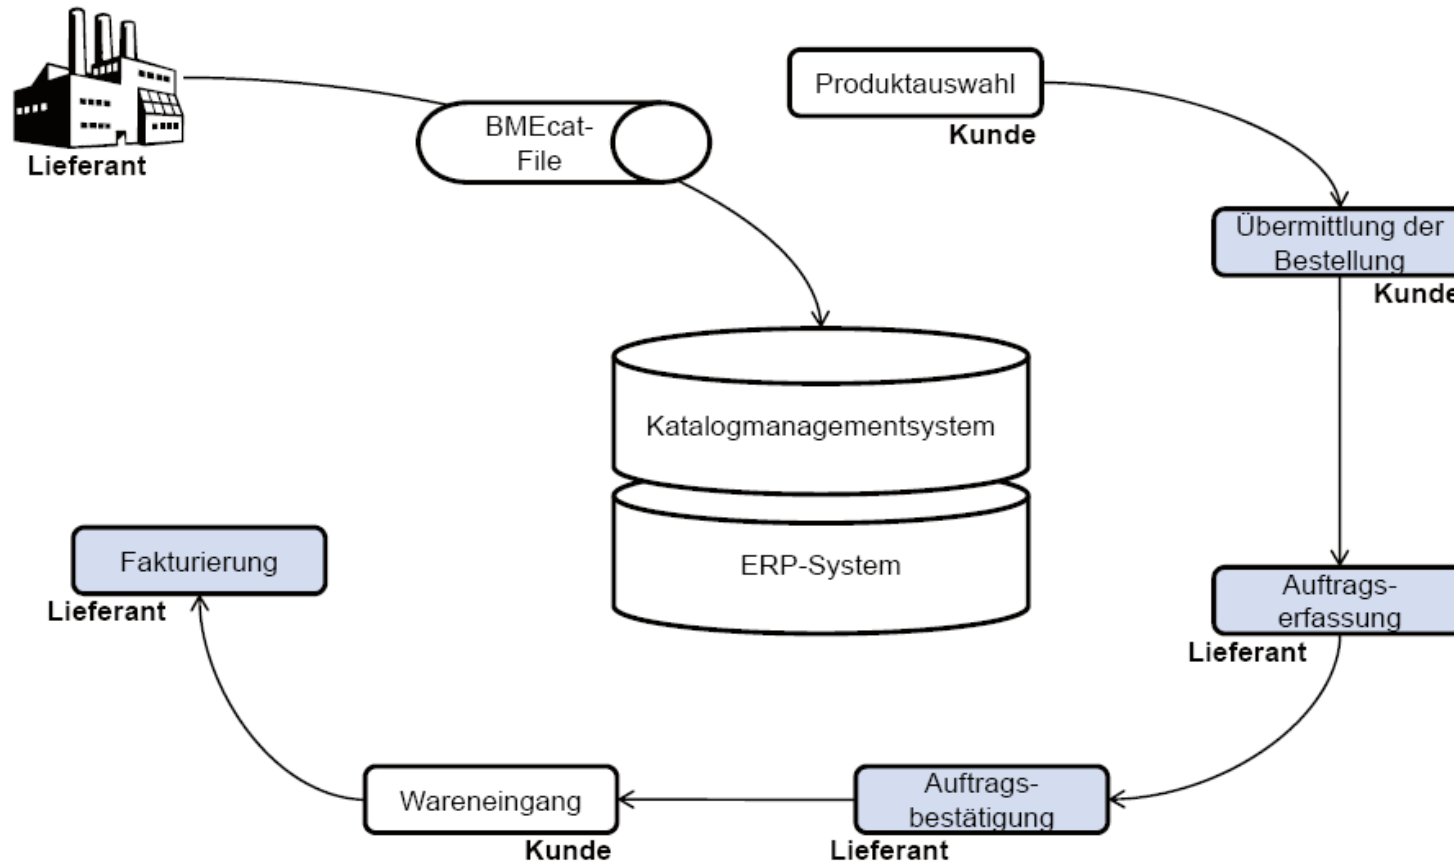 Lieferant
BMEcat-
File
Produktauswahl
Kunde
Übermittlung der
Bestellung
Kunde
Katalogmanagementsystem
ERP-System
Auftrags-
erfassung
Lieferant
Auftrags-
bestätigung
Lieferant
Wareneingang
Kunde
Fakturierung
Lieferant